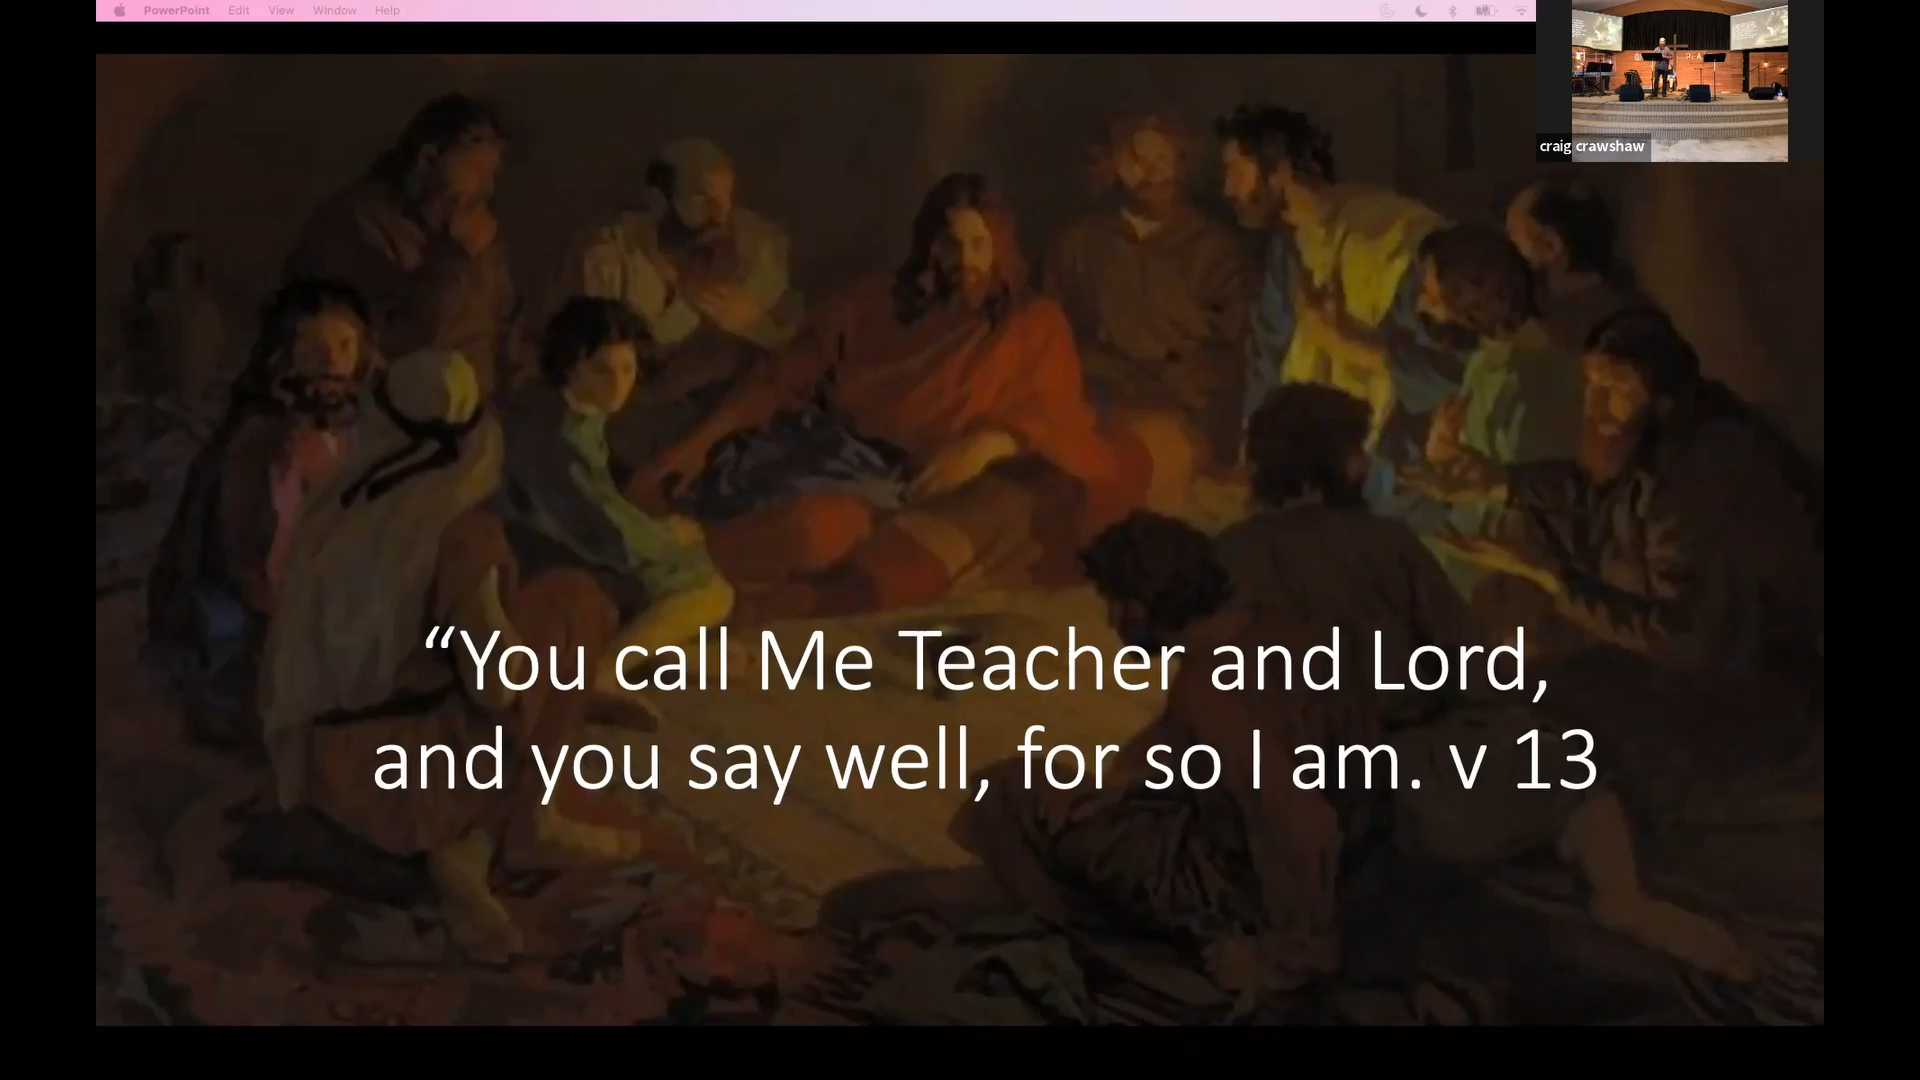 PowerPoint Edit View Window Help
craig crawshaw
“You call Me Teacher and Lord,
and you say well, for so I am. v 13